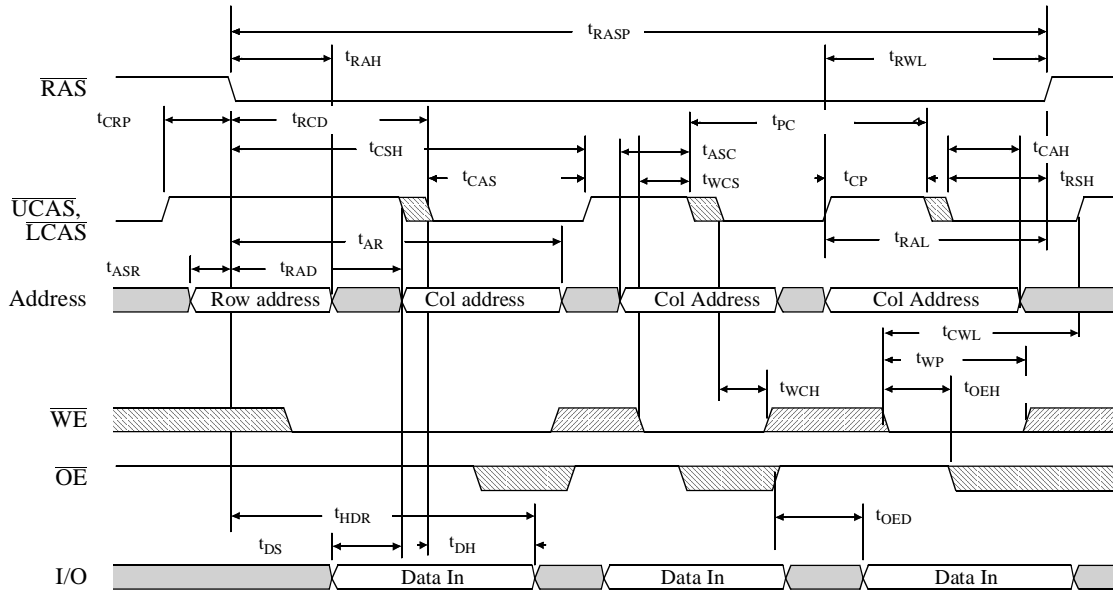 tRASP
tRAH
tRWL
RAS
tCRP
tRCD
tPC
tCSH
tASC
tCAH
tCAS
tWCS
tCP
tRSH
UCAS,
LCAS
tAR
tRAL
tASR
tRAD
Address
Row address
Col address
Col Address
Col Address
tCWL
tWP
tWCH
tOEH
WE
OE
tHDR
tOED
tDS
tDH
I/O
Data In
Data In
Data In